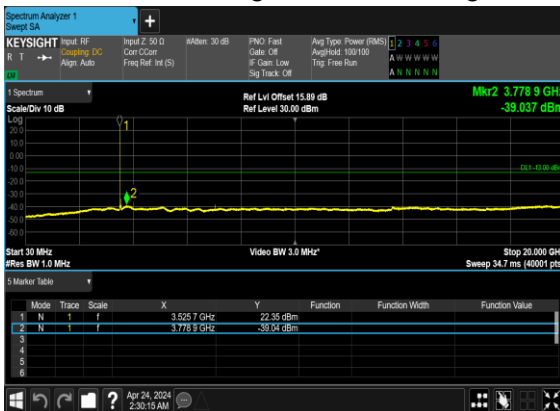 Spectrum Analyzer 1
Swept SA
KEYSIGHT Input: RF Input Z: 50 Ω #Atten: 30 dB PNO: Fast Avg Type: Power (RMS) 1 2 3 4 5 6
R T Coupling: DC Corr CCorr Gate: Off Avg|Hold: 100/100 A W W W W W
Align: Auto Freq Ref: Int (S) IF Gain: Low Trig: Free Run
Sig Track: Off A N N N N N
1 Spectrum
Ref Lvl Offset 15.89 dB Mkr2 3.778 9 GHz
Scale/Div 10 dB Ref Level 30.00 dBm -39.037 dBm
Log
20.0
10.0
0.00
-10.0
-20.0
-30.0
-40.0
-50.0
-60.0
1
2
DL1 -13.00 dBm
Start 30 MHz Video BW 3.0 MHz* Stop 20.000 GHz
#Res BW 1.0 MHz Sweep 34.7 ms (40001 pts)
5 Marker Table
Mode Trace Scale X Y Function Function Width Function Value
1 N 1 f 3.525 7 GHz 22.35 dBm
2 N 1 f 3.778 9 GHz -39.04 dBm
3
4
5
6
Apr 24, 2024
2:30:15 AM